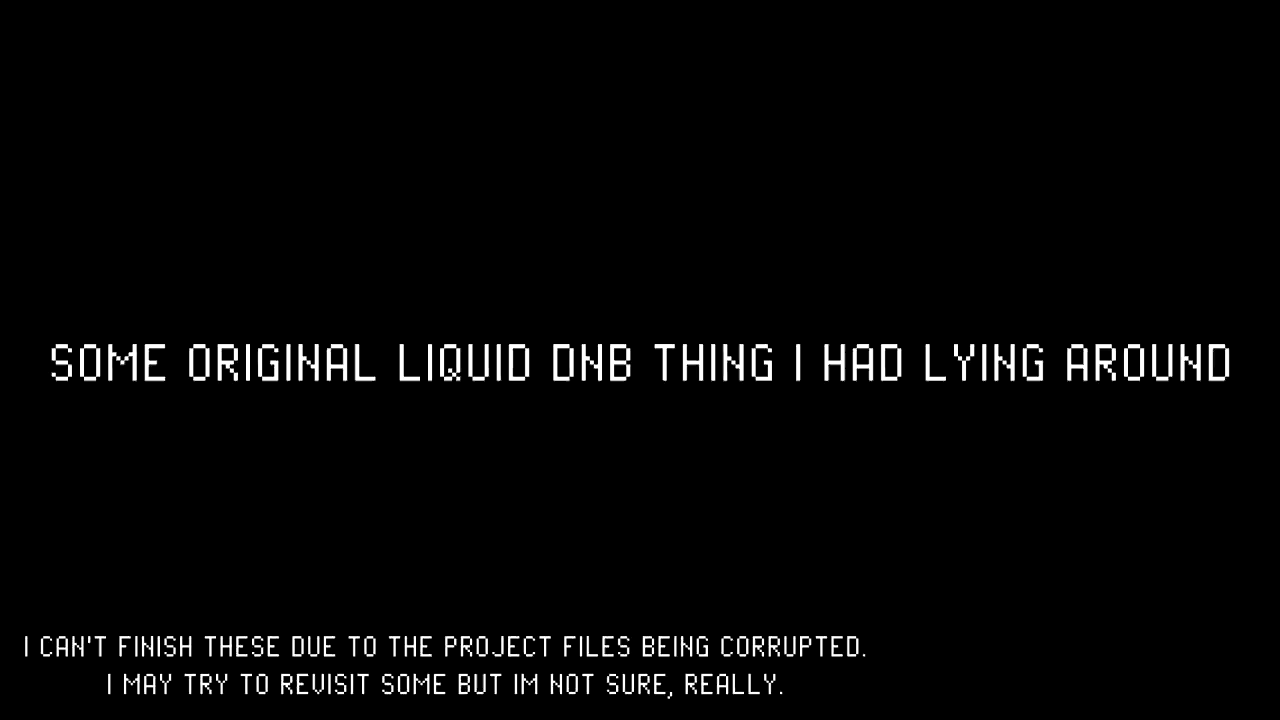 SOME ORIGINAL LIQUID DNB THING I HAD LYING AROUND
I CAN'T FINISH THESE DUE TO THE PROJECT FILES BEING CORRUPTED.
I MAY TRY TO REVISIT SOME BUT IM NOT SURE, REALLY.